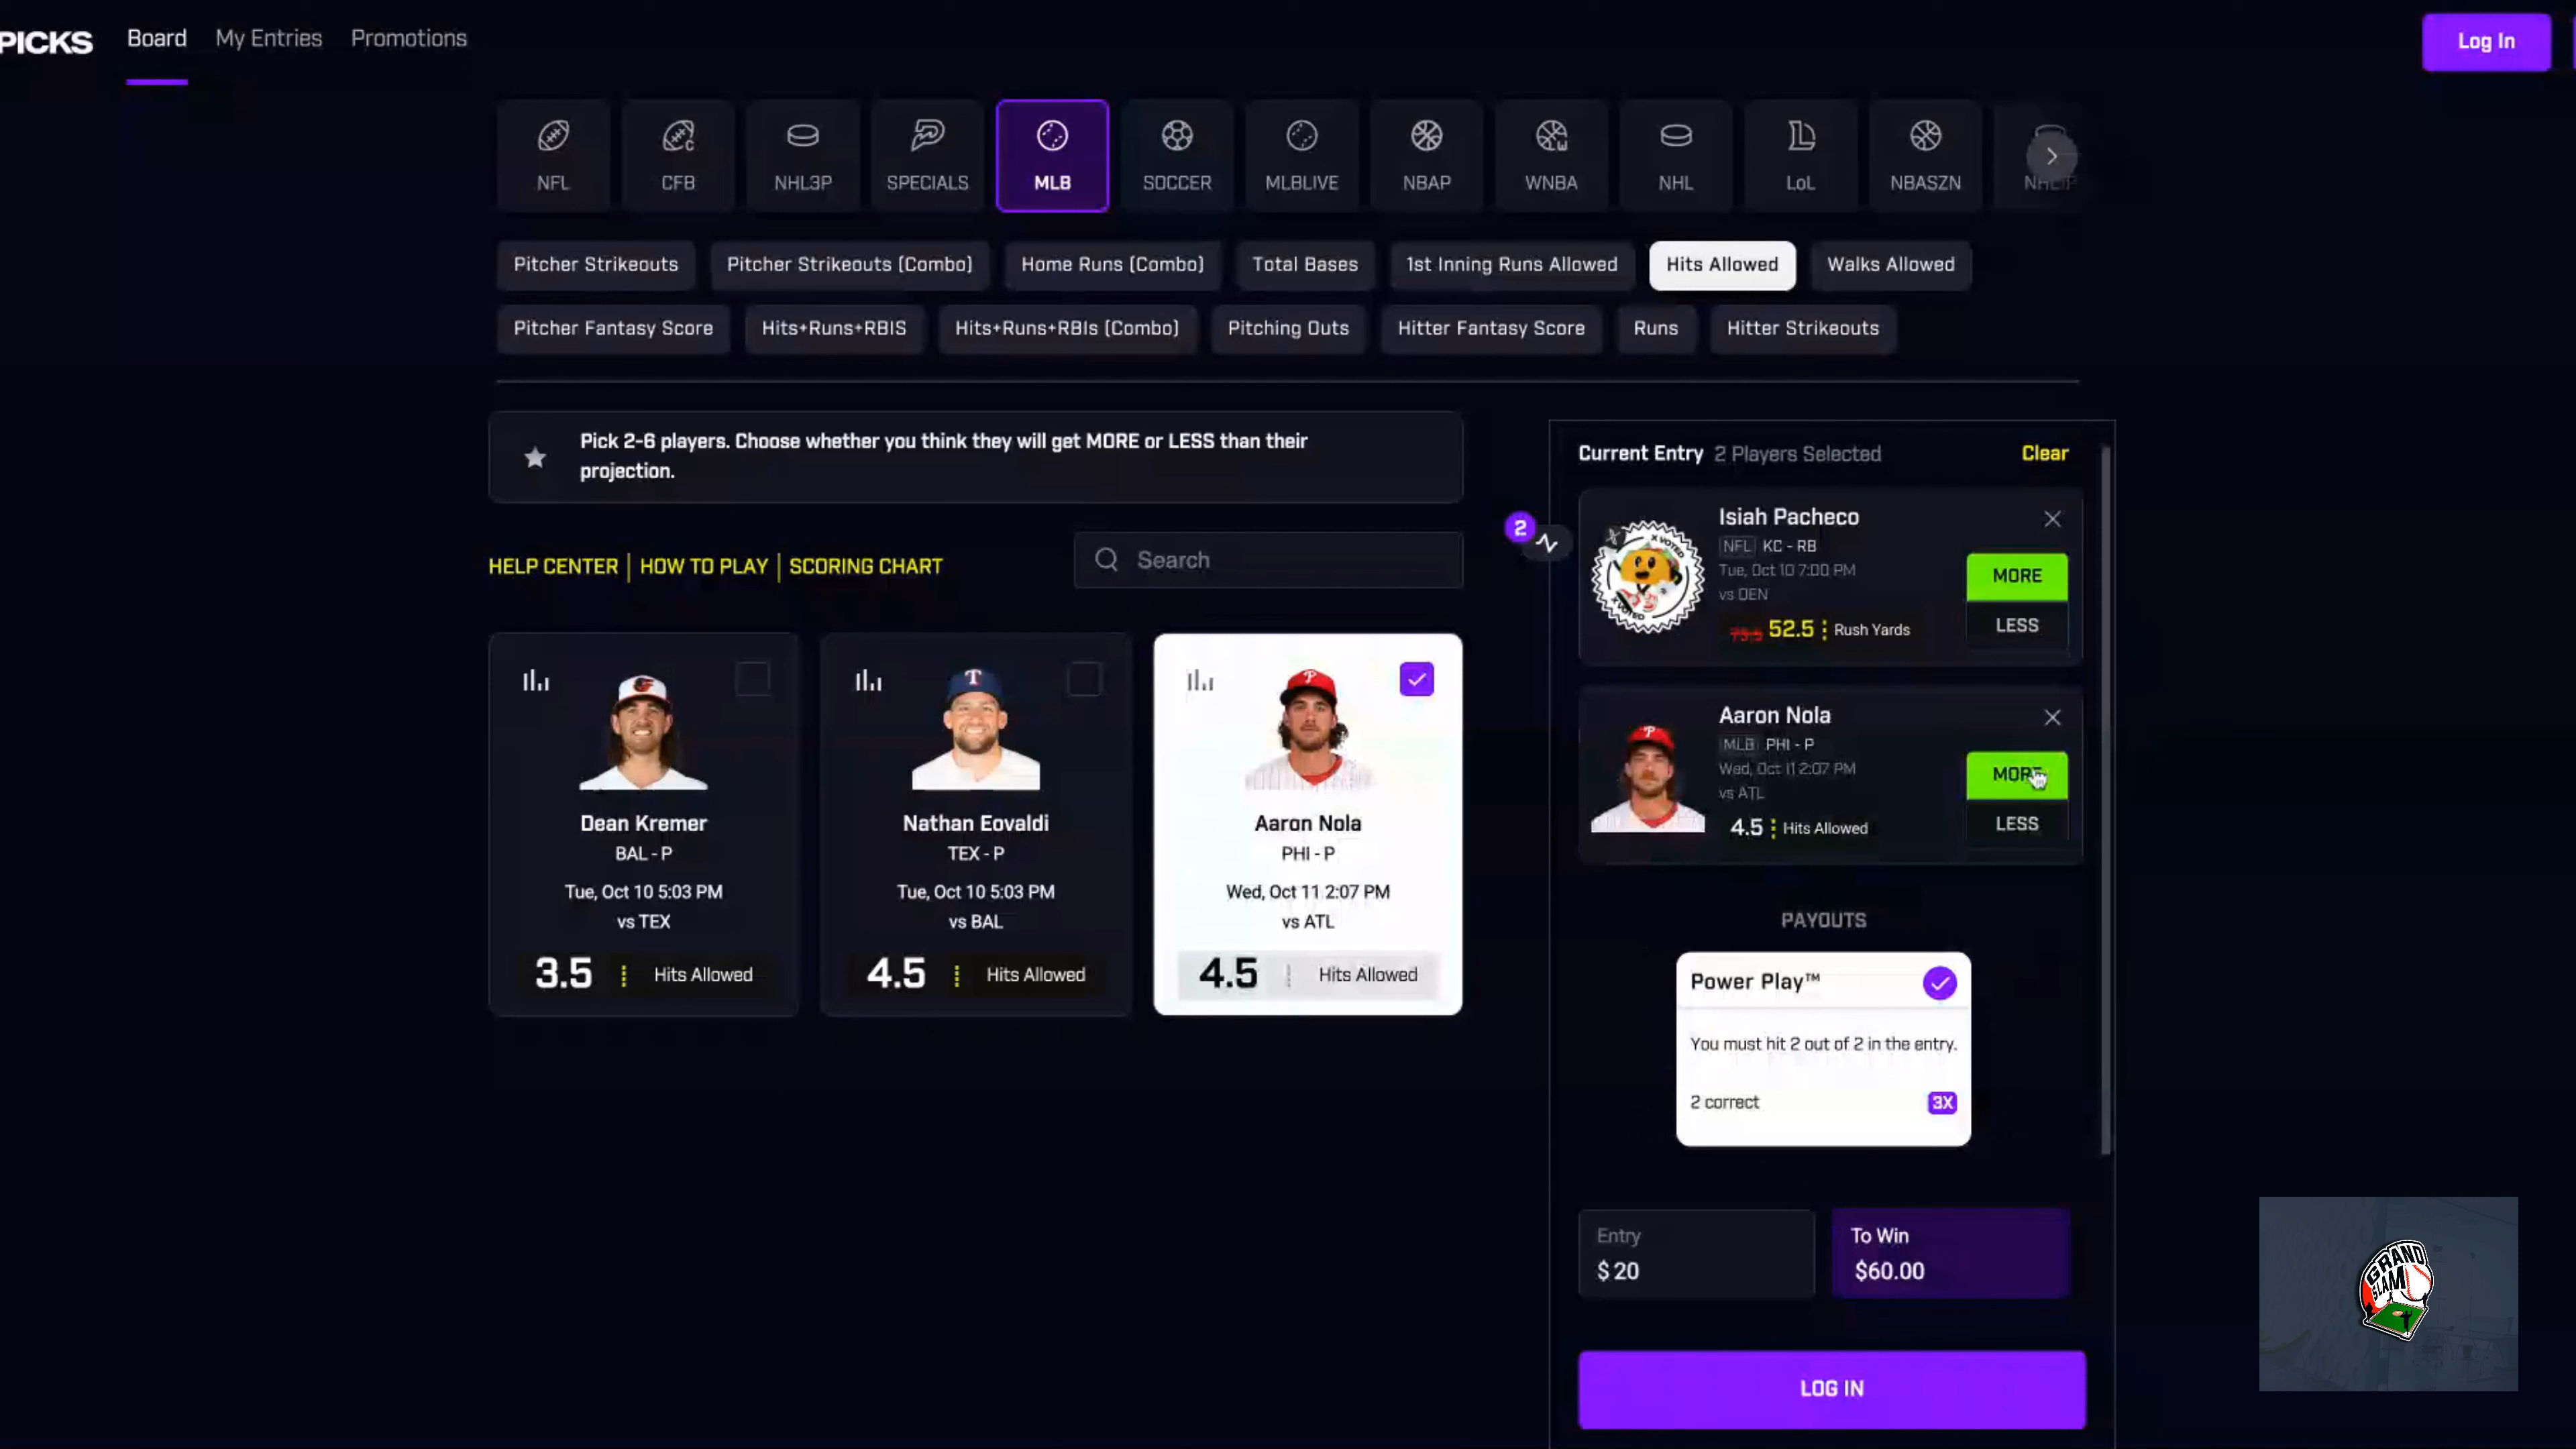 PICKS
Board
My Entries
Promotions
Log In
NFL
CFB
NHL3P
SPECIALS
MLB
SOCCER
MLBLIVE
NBAP
WNBA
NHL
LoL
NBASZN
Pitcher Strikeouts
Pitcher Strikeouts (Combo)
Home Runs (Combo)
Total Bases
1st Inning Runs Allowed
Hits Allowed
Walks Allowed
Pitcher Fantasy Score
Hits+Runs+RBIS
Hits+Runs+RBIs (Combo)
Pitching Outs
Hitter Fantasy Score
Runs
Hitter Strikeouts
Pick 2-6 players. Choose whether you think they will get MORE or LESS than their
projection.
HELP CENTER
HOW TO PLAY
SCORING CHART
Search
Dean Kremer
BAL - P
Tue, Oct 10 5:03 PM
vs TEX
3.5
Hits Allowed
Nathan Eovaldi
TEX - P
Tue, Oct 10 5:03 PM
vs BAL
4.5
Hits Allowed
Aaron Nola
PHI - P
Wed, Oct 11 2:07 PM
vs ATL
4.5
Hits Allowed
Current Entry 2 Players Selected
Clear
2
X VOTED
X VOTED
Isiah Pacheco
NFL KC - RB
Tue, Oct 10 7:00 PM
vs DEN
52.5 Rush Yards
MORE
LESS
Aaron Nola
MLB PHI - P
Wed, Oct 11 2:07 PM
vs ATL
4.5 Hits Allowed
MORE
LESS
PAYOUTS
Power Play™
You must hit 2 out of 2 in the entry.
2 correct
3X
Entry
$ 20
To Win
$60.00
LOG IN
GRAND
SLAM